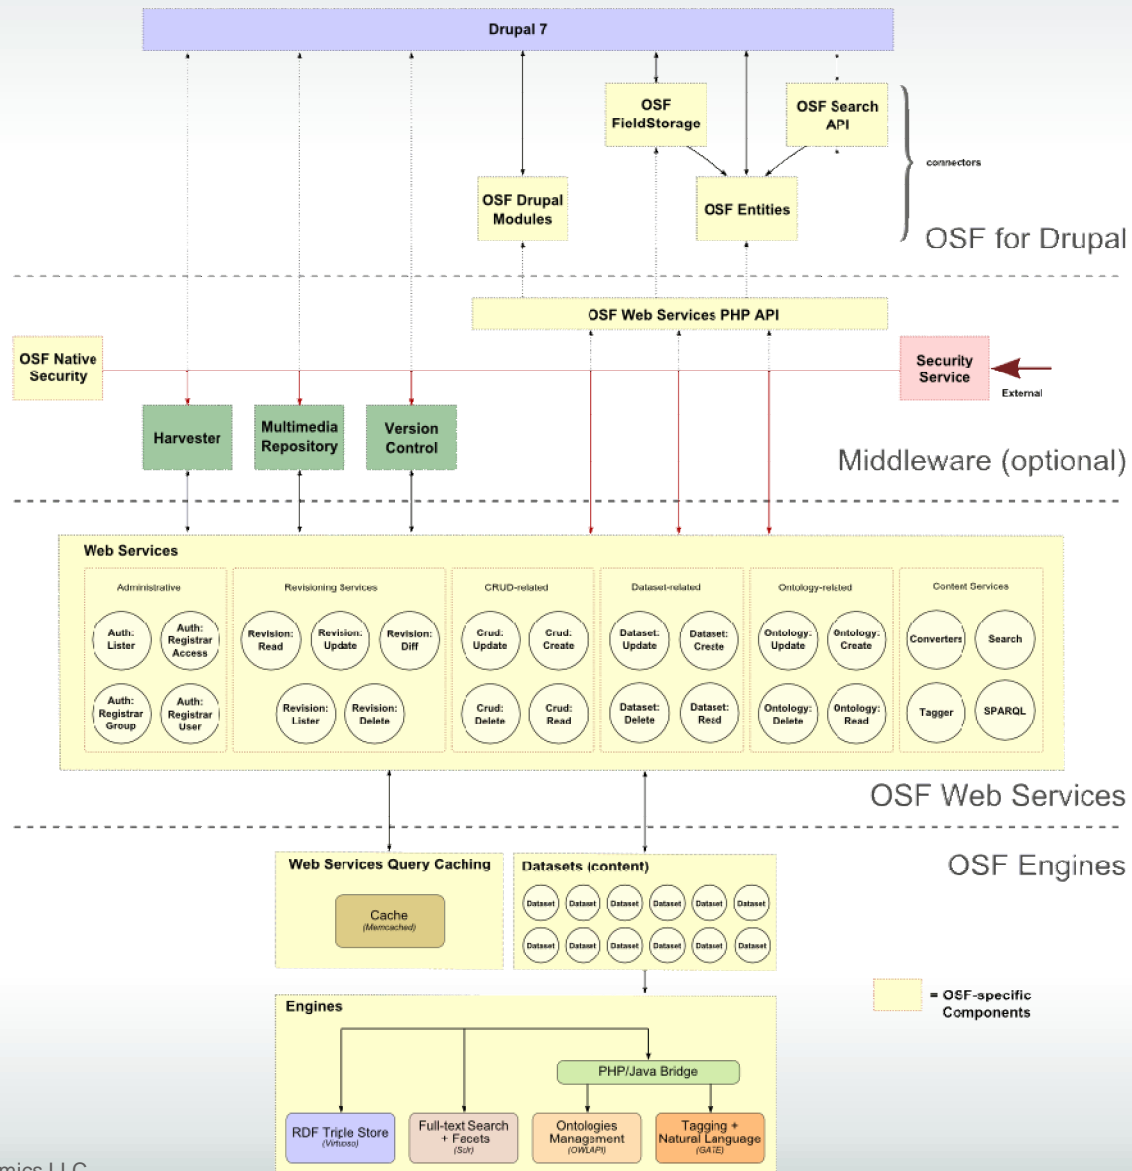 Drupal 7
OSF
FieldStorage
OSF Search
API
connectors
OSF Drupal
Modules
OSF Entities
OSF for Drupal
OSF Web Services PHP API
OSF Native
Security
Security
Service
External
Harvester
Multimedia
Repository
Version
Control
Middleware (optional)
Web Services
Administrative
Auth:
Lister
Auth:
Registrar
Access
Auth:
Registrar
Group
Auth:
Registrar
User
Revisioning Services
Revision:
Read
Revision:
Update
Revision:
Diff
Revision:
Lister
Revision:
Delete
CRUD-related
Crud:
Update
Crud:
Create
Crud:
Delete
Crud:
Read
Dataset-related
Dataset:
Update
Dataset:
Create
Dataset:
Delete
Dataset:
Read
Ontology-related
Ontology:
Update
Ontology:
Create
Ontology:
Delete
Ontology:
Read
Content Services
Converters
Search
Tagger
SPARQL
OSF Web Services
OSF Engines
Web Services Query Caching
Cache
(Memcached)
Datasets (content)
Dataset Dataset Dataset Dataset Dataset Dataset
Dataset Dataset Dataset Dataset Dataset Dataset
= OSF-specific
Components
Engines
PHP/Java Bridge
RDF Triple Store
(Virtuoso)
Full-text Search
+ Facets
(Solr)
Ontologies
Management
(OWLAPI)
Tagging +
Natural Language
(GATE)
LLC